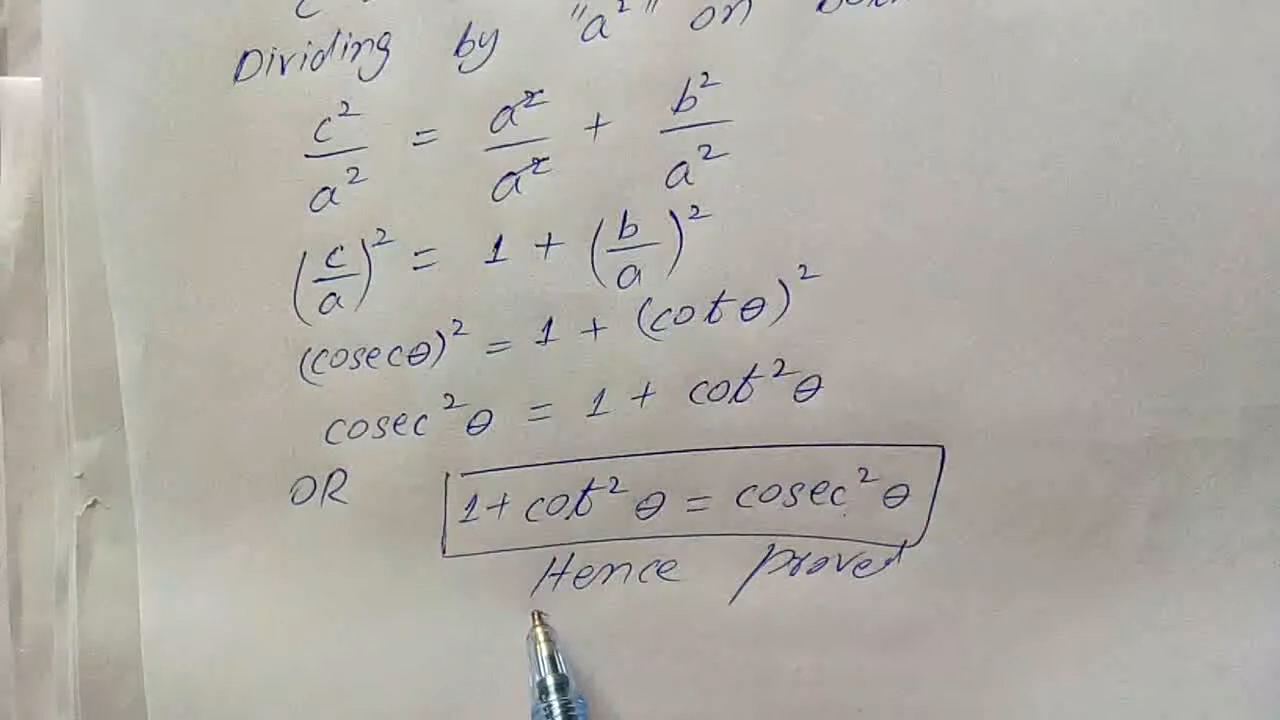 Dividing by "a²" on
c²/a² = a²/a² + b²/a²
(c/a)² = 1 + (b/a)²
(cosecθ)² = 1 + (cotθ)²
cosec²θ = 1 + cot²θ
OR 1 + cot²θ = cosec²θ
Hence proved